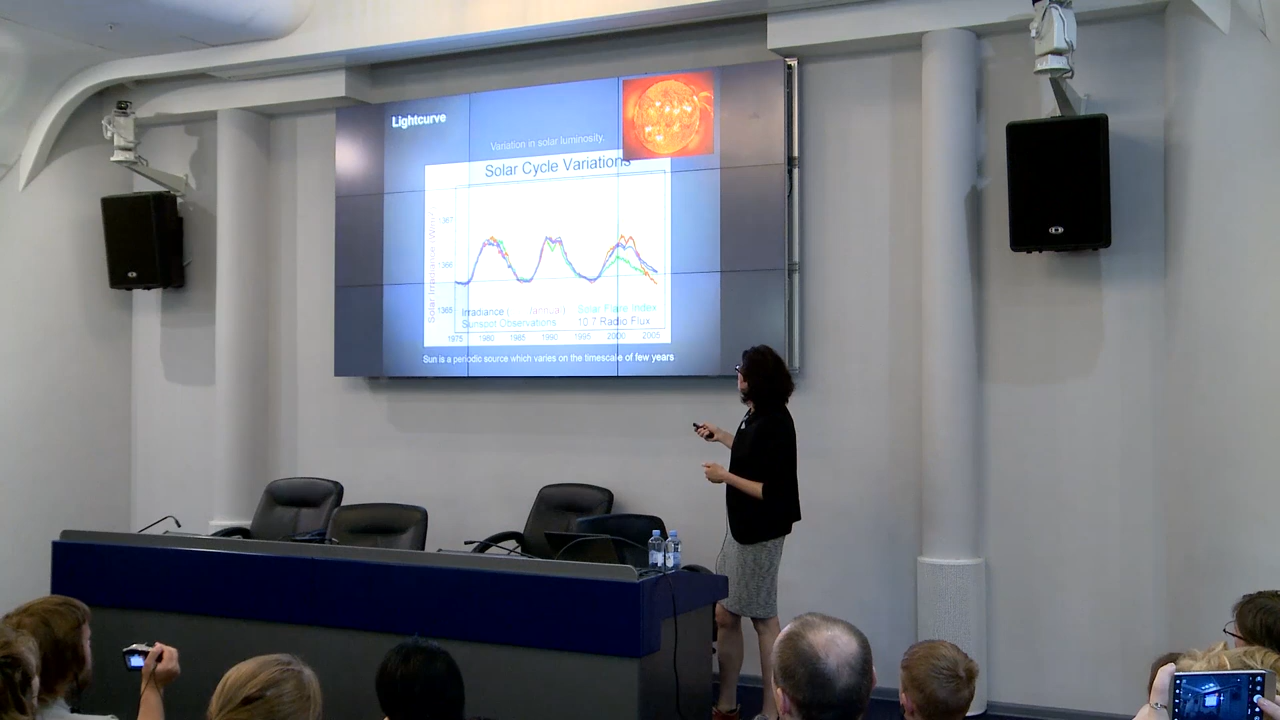 Lightcurve
Variation in solar luminosity.
Solar Cycle Variations
Solar Irradiance
1367
1366
1365
Irradiance (
Solar Flare Index
Sunspot Observations
10.7 Radio Flux
1975 1980 1985 1990 1995 2000 2005
Sun is a periodic source which varies on the timescale of few years